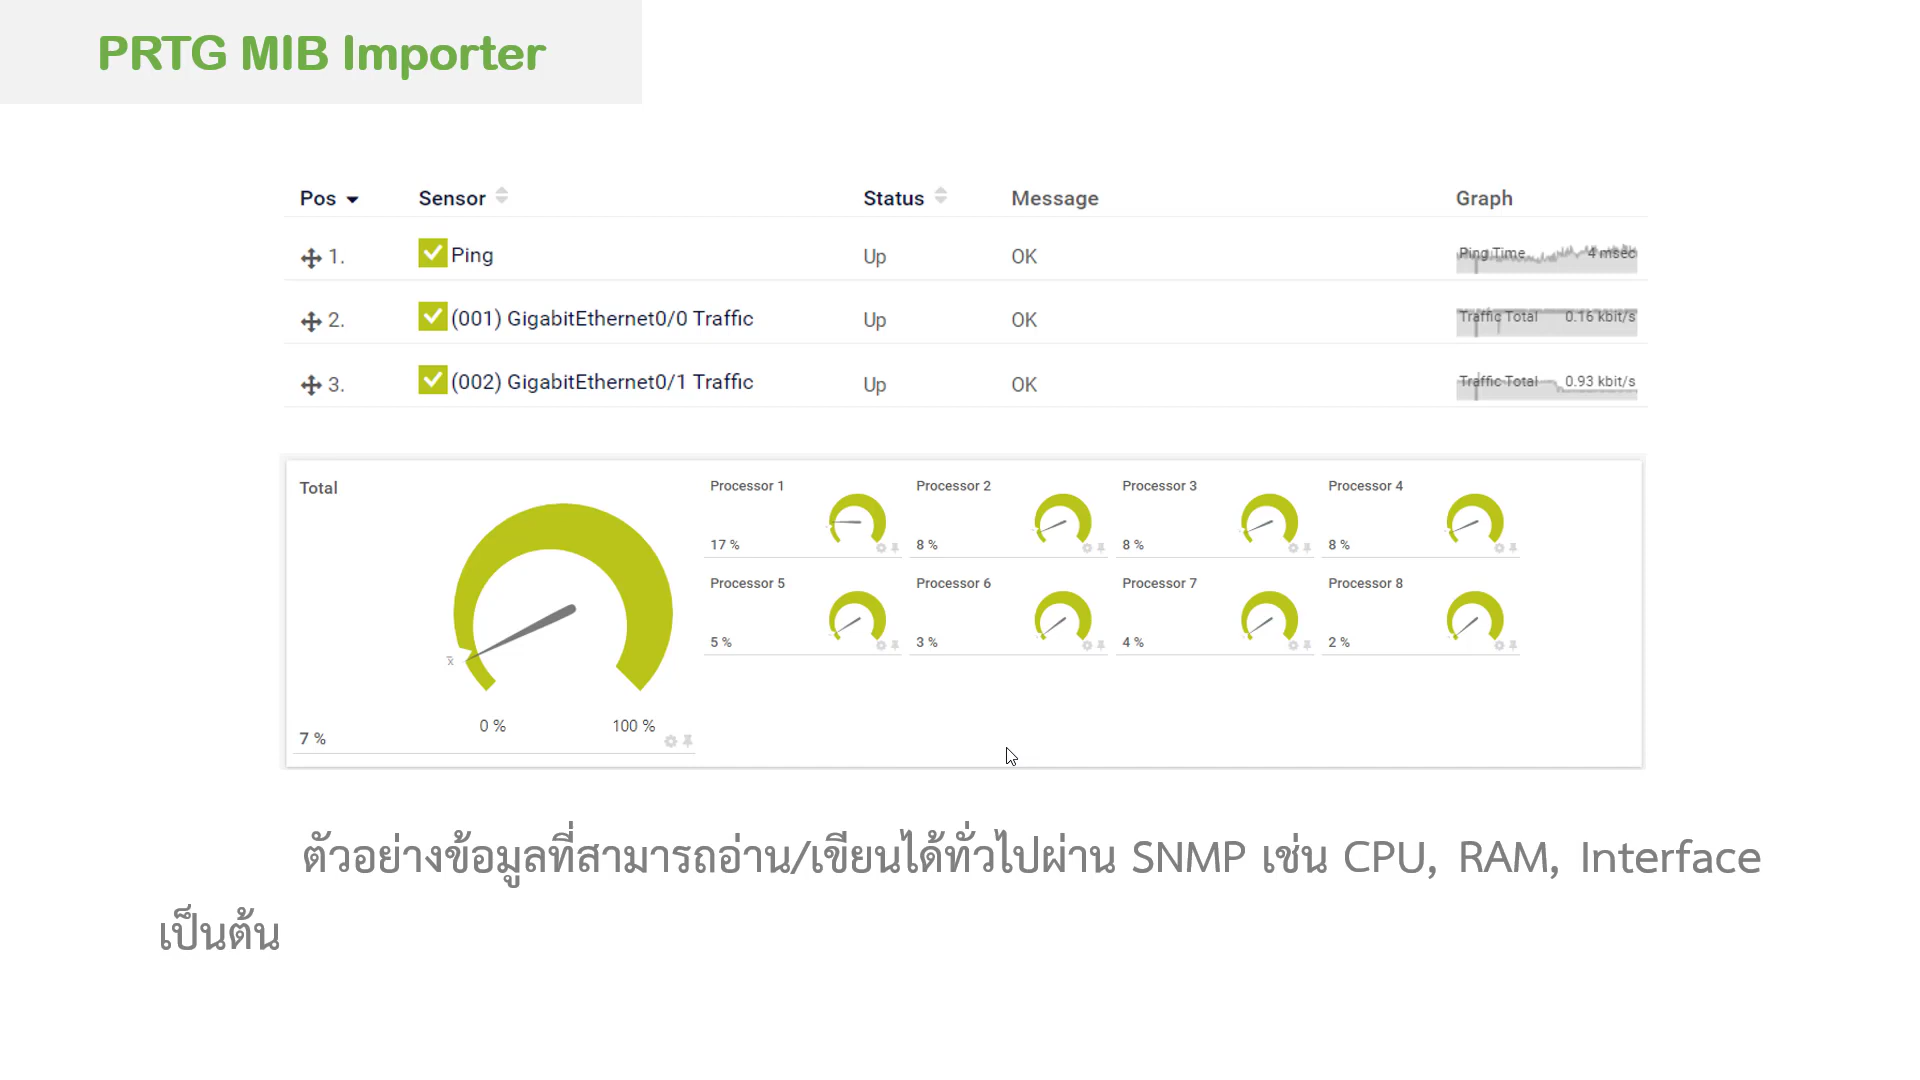 PRTG MIB Importer
Pos Sensor Status Message Graph
1. Ping Up OK Ping Time 4 msec
2. (001) GigabitEthernet0/0 Traffic Up OK Traffic Total 0.16 kbit/s
3. (002) GigabitEthernet0/1 Traffic Up OK Traffic Total 0.93 kbit/s
Total
0 % 100 %
7 %
Processor 1 Processor 2 Processor 3 Processor 4
17 % 8 % 8 % 8 %
Processor 5 Processor 6 Processor 7 Processor 8
5 % 3 % 4 % 2 %
ตัวอย่างข้อมูลที่สามารถอ่าน/เขียนได้ทั่วไปผ่าน SNMP เช่น CPU, RAM, Interface
เป็นต้น